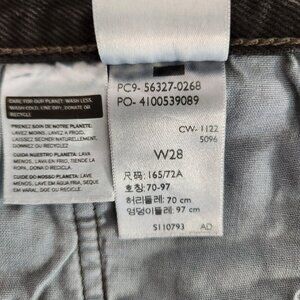 CARE FOR OUR PLANET: WASH LESS,
WASH COLD, LINE DRY, DONATE
OR RECYCLE
PRENEZ SOIN DE NOTRE PLANÈTE:
LAVEZ MOINS, LAVEZ À FROID,
LAISSEZ SÉCHER NATURELLEMENT,
DONNEZ OU RECYCLEZ
CUIDA NUESTRO PLANETA: LAVA
MENOS, LAVA EN FRÍO, TIENDE AL
SECAR, DONA O RECICLA
CUIDE DO NOSSO PLANETA: LAVE
MENOS, LAVE EM ÁGUA FRIA, SEQUE
NO VARAL, DOE OU RECICLE
PC9- 56327-0268
PO- 4100539089
CW- 1122
5096
W28
尺码: 165/72A
호칭: 70-97
허리둘레: 70 cm
엉덩이둘레: 97 cm
S110793 AD